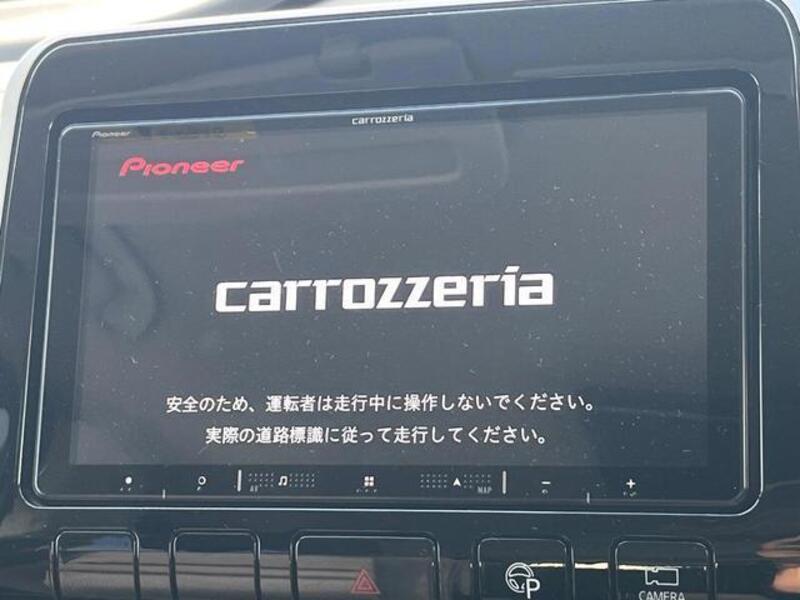 carrozzeria
Pioneer
Pioneer
carrozzeria
安全のため、運転者は走行中に操作しないでください。
実際の道路標識に従って走行してください。
AV
MAP
P
CAMERA